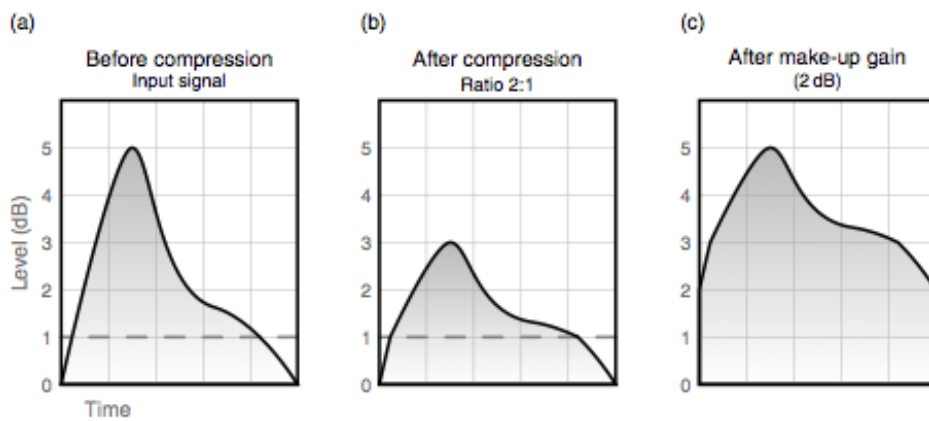 (a)
Before compression
Input signal
5
4
3
2
1
0
Level (dB)
Time
(b)
After compression
Ratio 2:1
5
4
3
2
1
0
(c)
After make-up gain
(2 dB)
5
4
3
2
1
0